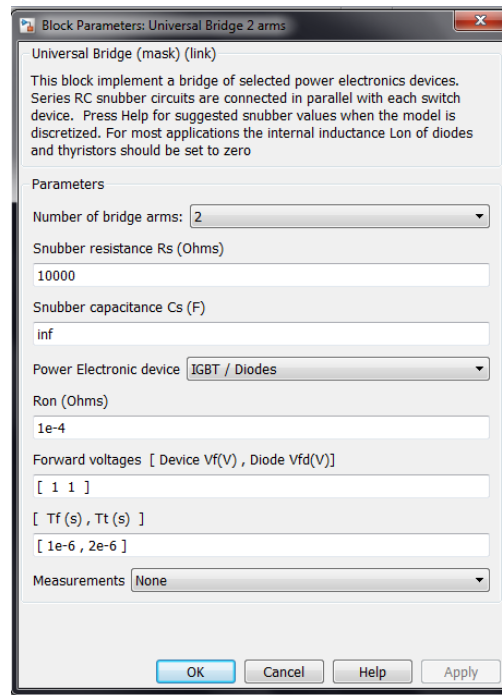 Block Parameters: Universal Bridge 2 arms
Universal Bridge (mask) (link)
This block implement a bridge of selected power electronics devices.
Series RC snubber circuits are connected in parallel with each switch
device. Press Help for suggested snubber values when the model is
discretized. For most applications the internal inductance Lon of diodes
and thyristors should be set to zero
Parameters
Number of bridge arms: 2
Snubber resistance Rs (Ohms)
10000
Snubber capacitance Cs (F)
inf
Power Electronic device IGBT / Diodes
Ron (Ohms)
1e-4
Forward voltages [ Device Vf(V) , Diode Vfd(V)]
[ 1 1 ]
[ Tf (s) , Tt (s) ]
[ 1e-6 , 2e-6 ]
Measurements None
OK Cancel Help Apply